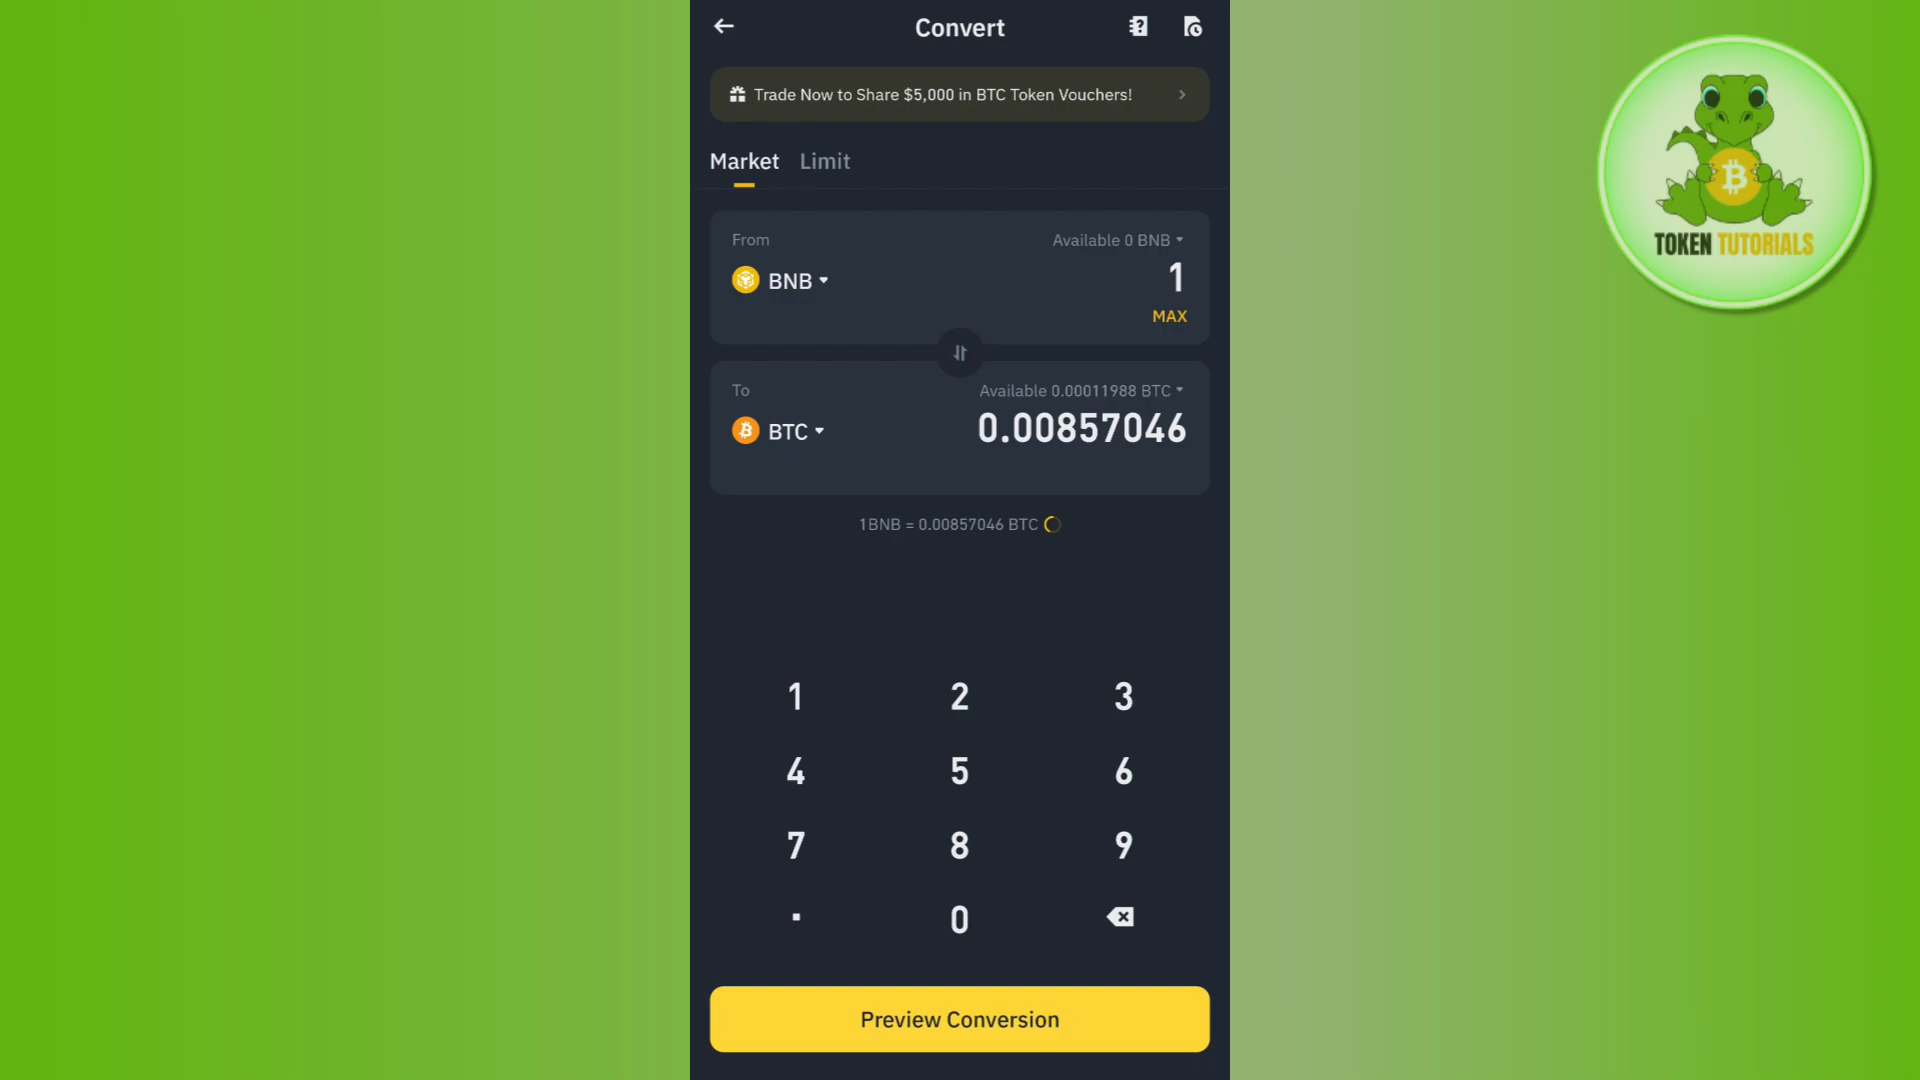 Convert
Trade Now to Share $5,000 in BTC Token Vouchers!
Market Limit
From Available 0 BNB
BNB 1
MAX
To Available 0.00011988 BTC
BTC 0.00857046
1BNB = 0.00857046 BTC
1 2 3
4 5 6
7 8 9
. 0
Preview Conversion
TOKEN TUTORIALS